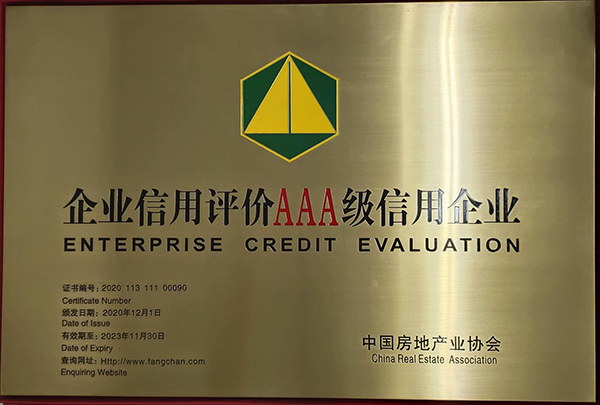 企业信用评价AAA级信用企业
ENTERPRISE CREDIT EVALUATION
证书编号：2020 113 111 00090
Certificate Number
颁发日期：2020年12月1日
Date of Issue
有效期至：2023年11月30日
Date of Expiry
查询网址：Http://www.fangchan.com
Enquiring Website
中国房地产业协会
China Real Estate Association